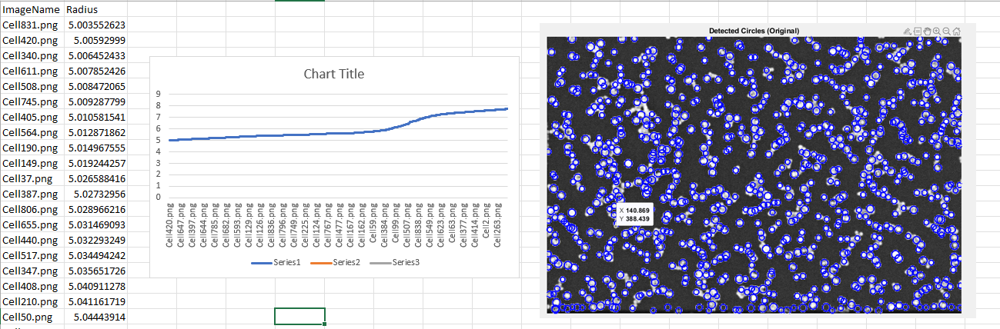 ImageName Radius
Cell831.png 5.003552623
Cell420.png 5.00592999
Cell340.png 5.006452433
Cell611.png 5.007852426
Cell508.png 5.008472065
Cell745.png 5.009287799
Cell405.png 5.010581541
Cell564.png 5.012871862
Cell190.png 5.014967555
Cell149.png 5.019244257
Cell37.png 5.026588416
Cell387.png 5.02732956
Cell806.png 5.028966216
Cell655.png 5.031469093
Cell440.png 5.032293249
Cell517.png 5.034494242
Cell347.png 5.035651726
Cell408.png 5.040911278
Cell210.png 5.041161719
Cell50.png 5.04443914
Chart Title
9
8
7
6
5
4
3
2
1
0
Cell420.png
Cell647.png
Cell397.png
Cell644.png
Cell785.png
Cell682.png
Cell593.png
Cell1129.png
Cell1126.png
Cell836.png
Cell796.png
Cell749.png
Cell225.png
Cell1124.png
Cell767.png
Cell477.png
Cell167.png
Cell162.png
Cell59.png
Cell384.png
Cell99.png
Cell507.png
Cell838.png
Cell549.png
Cell623.png
Cell63.png
Cell377.png
Cell414.png
Cell2.png
Cell263.png
Series1 Series2 Series3
Detected Circles (Original)
X 140.869
Y 388.439